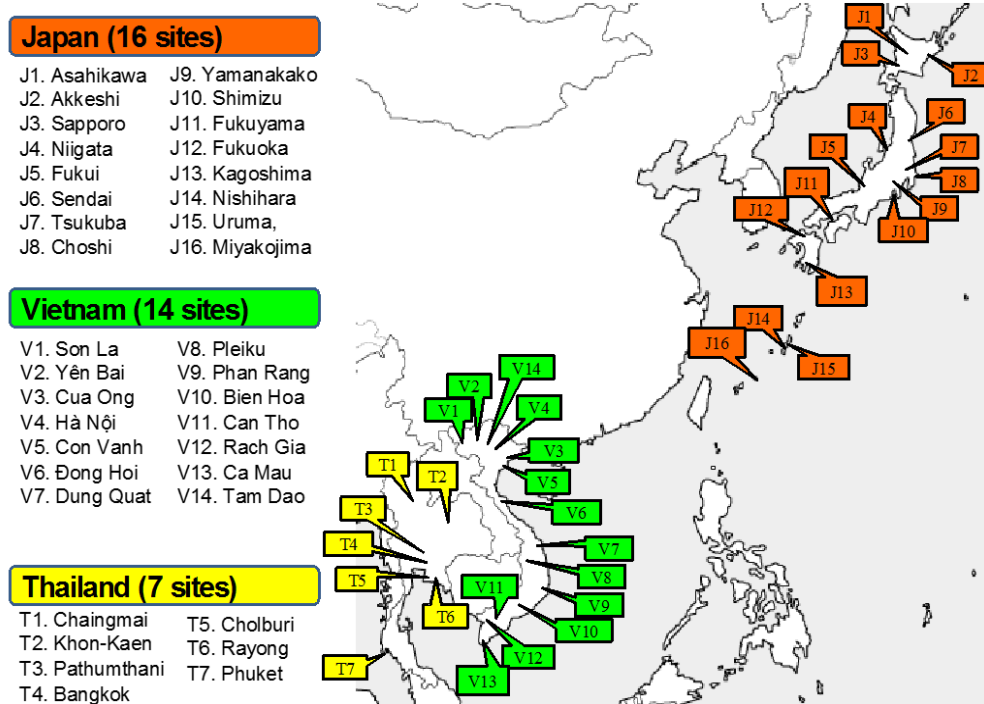 Japan (16 sites)
J1. Asahikawa
J2. Akkeshi
J3. Sapporo
J4. Niigata
J5. Fukui
J6. Sendai
J7. Tsukuba
J8. Choshi
J9. Yamanakako
J10. Shimizu
J11. Fukuyama
J12. Fukuoka
J13. Kagoshima
J14. Nishihara
J15. Uruma,
J16. Miyakojima
Vietnam (14 sites)
V1. Son La
V2. Yên Bai
V3. Cua Ong
V4. Hà Nội
V5. Con Vanh
V6. Đong Hoi
V7. Dung Quat
V8. Pleiku
V9. Phan Rang
V10. Bien Hoa
V11. Can Tho
V12. Rach Gia
V13. Ca Mau
V14. Tam Dao
Thailand (7 sites)
T1. Chaingmai
T2. Khon-Kaen
T3. Pathumthani
T4. Bangkok
T5. Cholburi
T6. Rayong
T7. Phuket
J1
J3
J2
J4
J6
J5
J7
J11
J8
J12
J9
J10
J13
J14
J16
J15
V14
V2
V1
V4
V3
T1
T2
V5
T3
V6
T4
V7
T5
V8
V11
V9
T6
V10
V12
T7
V13